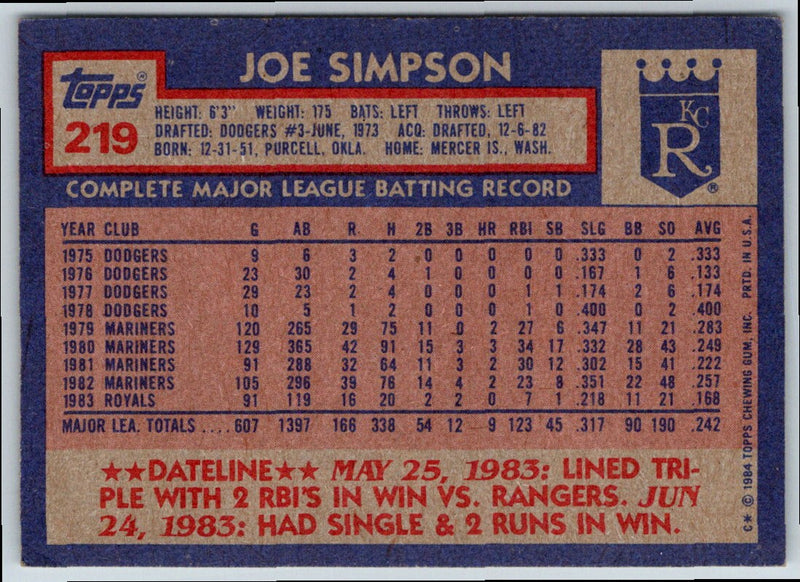 JOE SIMPSON
TOPPS®
219
HEIGHT: 6'3" WEIGHT: 175 BATS: LEFT THROWS: LEFT
DRAFTED: DODGERS #3-JUNE, 1973 ACQ: DRAFTED, 12-6-82
BORN: 12-31-51, PURCELL, OKLA. HOME: MERCER IS., WASH.
KC
R®
COMPLETE MAJOR LEAGUE BATTING RECORD
YEAR CLUB G AB R. H 2B 3B HR RBI SB SLG BB SO AVG
1975 DODGERS 9 6 3 2 0 0 0 0 0 .333 0 2 .333
1976 DODGERS 23 30 2 4 1 0 0 0 0 .167 1 6 .133
1977 DODGERS 29 23 2 4 0 0 0 1 1 .174 2 6 .174
1978 DODGERS 10 5 1 2 0 0 0 1 0 .400 0 2 .400
1979 MARINERS 120 265 29 75 11 0 2 27 6 .347 11 21 .283
1980 MARINERS 129 365 42 91 15 3 3 34 17 .332 28 43 .249
1981 MARINERS 91 288 32 64 11 3 2 30 12 .302 15 41 .222
1982 MARINERS 105 296 39 76 14 4 2 23 8 .351 22 48 .257
1983 ROYALS 91 119 16 20 2 2 0 7 1 .218 11 21 .168
MAJOR LEA. TOTALS .... 607 1397 166 338 54 12 9 123 45 .317 90 190 .242
★★DATELINE★★ MAY 25, 1983: LINED TRI-
PLE WITH 2 RBI'S IN WIN VS. RANGERS. JUN
24, 1983: HAD SINGLE & 2 RUNS IN WIN.
C* © 1984 TOPPS CHEWING GUM, INC. PRTD. IN U.S.A.